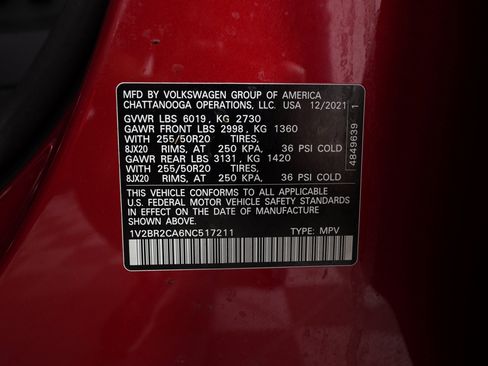 MFD BY VOLKSWAGEN GROUP OF AMERICA
CHATTANOOGA OPERATIONS, LLC. USA 12/2021
GVWR LBS 6019, KG 2730
GAWR FRONT LBS 2998, KG 1360
WITH 255/50R20 TIRES,
8JX20 RIMS, AT 250 KPA, 36 PSI COLD
GAWR REAR LBS 3131, KG 1420
WITH 255/50R20 TIRES,
8JX20 RIMS, AT 250 KPA, 36 PSI COLD
THIS VEHICLE CONFORMS TO ALL APPLICABLE
U.S. FEDERAL MOTOR VEHICLE SAFETY STANDARDS
IN EFFECT ON THE DATE OF MANUFACTURE
SHOWN ABOVE.
1V2BR2CA6NC517211 TYPE: MPV
4849639 1